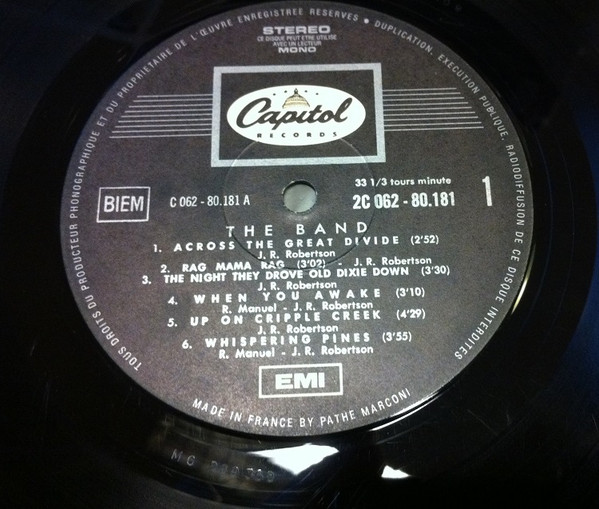 TOUS DROITS DU PRODUCTEUR PHONOGRAPHIQUE ET DU PROPRIETAIRE DE L'ŒUVRE ENREGISTREE RESERVES ● DUPLICATION, EXECUTION PUBLIQUE, RADIODIFFUSION DE CE DISQUE INTERDITES
STEREO
CE DISQUE PEUT ETRE UTILISE
AVEC UN LECTEUR
MONO
Capitol
RECORDS
33 1/3 tours minute
BIEM
C 062 - 80.181 A
2C 062 - 80.181
1
THE BAND
1. ACROSS THE GREAT DIVIDE (2'52)
J. R. Robertson
2. RAG MAMA RAG (3'02) - J. R. Robertson
3. THE NIGHT THEY DROVE OLD DIXIE DOWN (3'30)
J. R. Robertson
4. WHEN YOU AWAKE (3'10)
R. Manuel - J. R. Robertson
5. UP ON CRIPPLE CREEK (4'29)
J. R. Robertson
6. WHISPERING PINES (3'55)
R. Manuel - J. R. Robertson
EMI
MADE IN FRANCE BY PATHE MARCONI